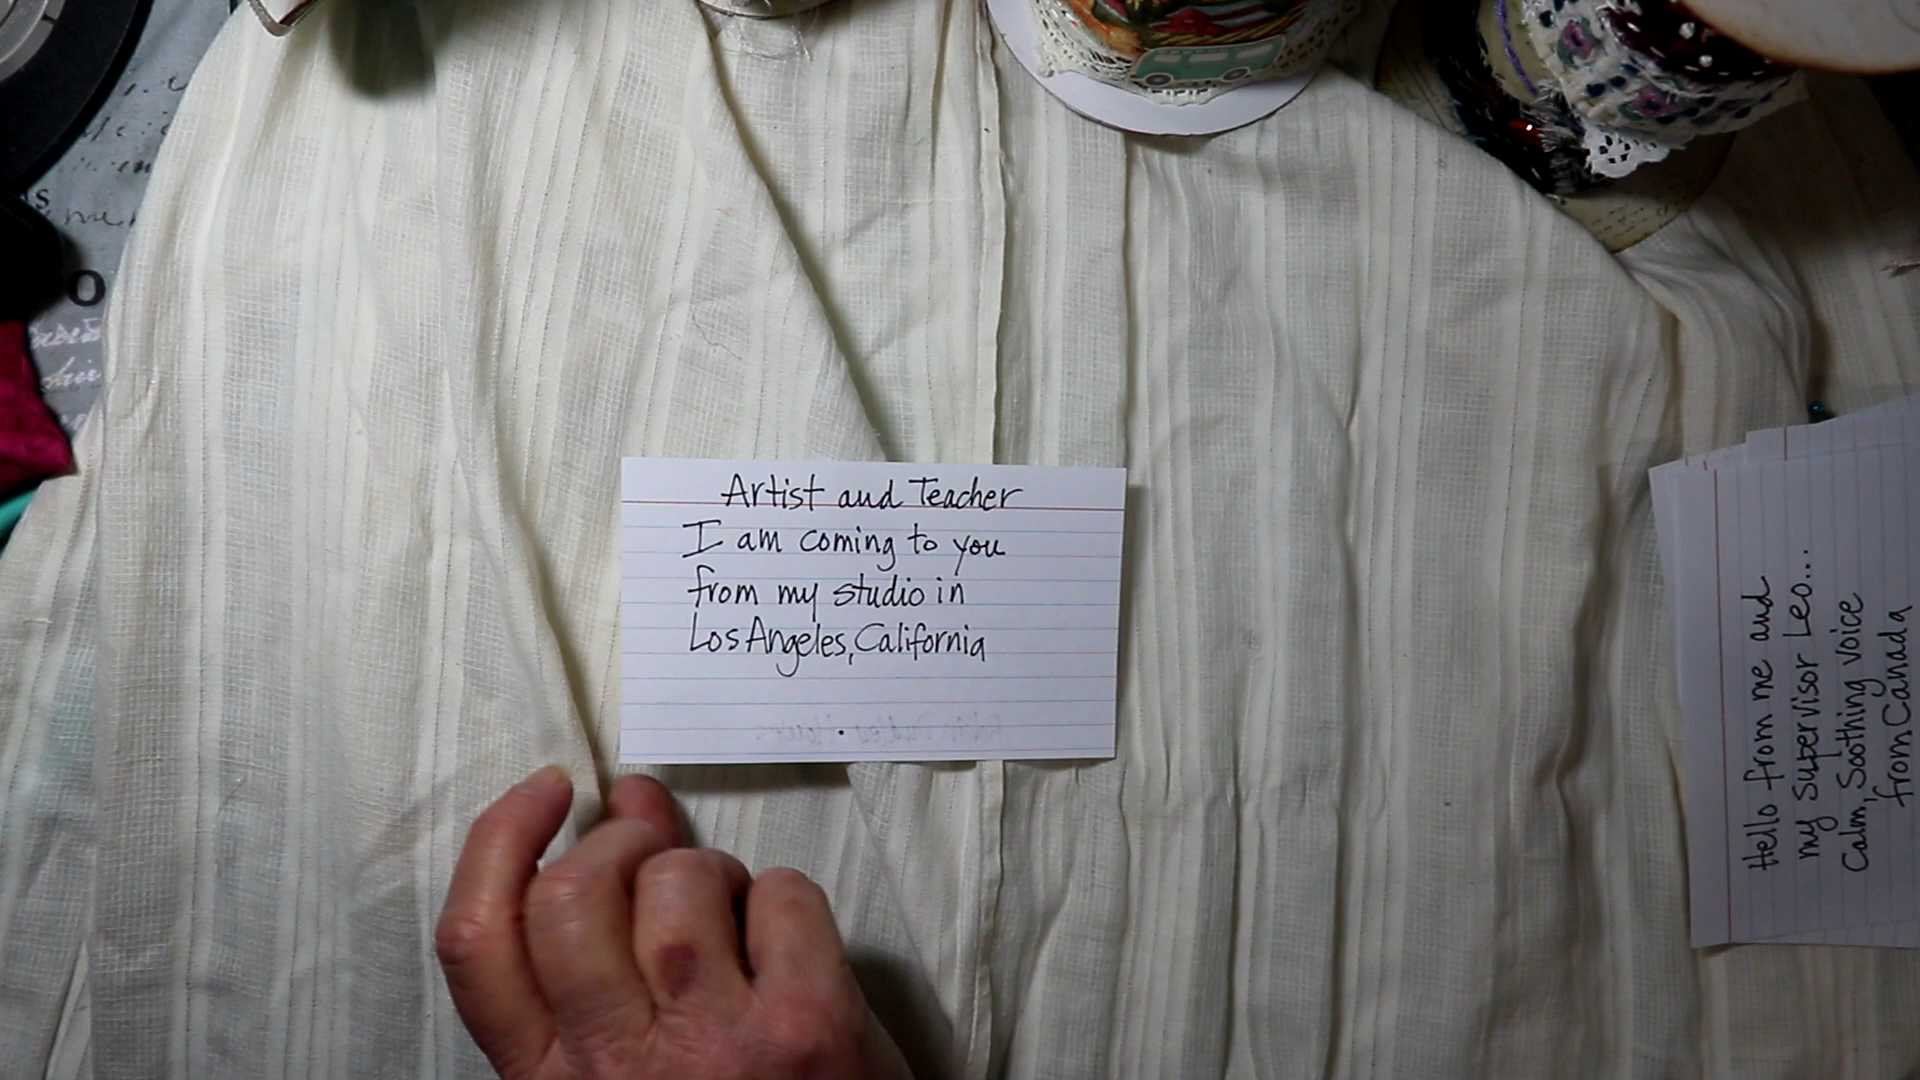 Artist and Teacher
I am coming to you
from my studio in
Los Angeles, California
Hello from me and
my supervisor Leo...
Calm, Soothing voice
from Canada